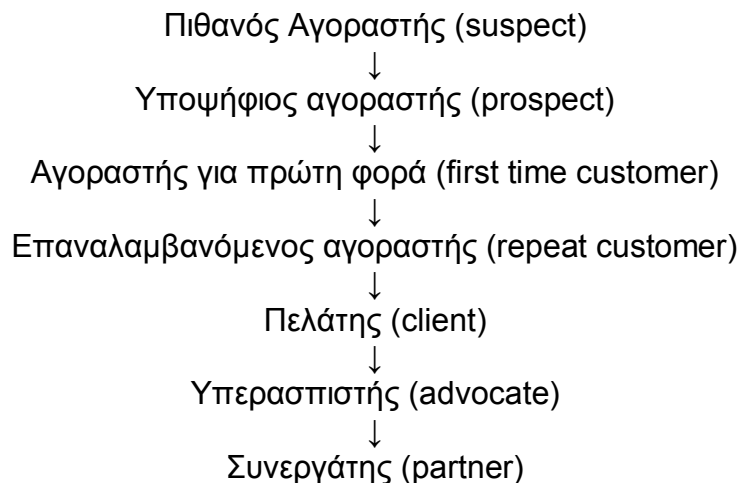 Πιθανός Αγοραστής (suspect)
↓
Υποψήφιος αγοραστής (prospect)
↓
Αγοραστής για πρώτη φορά (first time customer)
↓
Επαναλαμβανόμενος αγοραστής (repeat customer)
↓
Πελάτης (client)
↓
Υπερασπιστής (advocate)
↓
Συνεργάτης (partner)